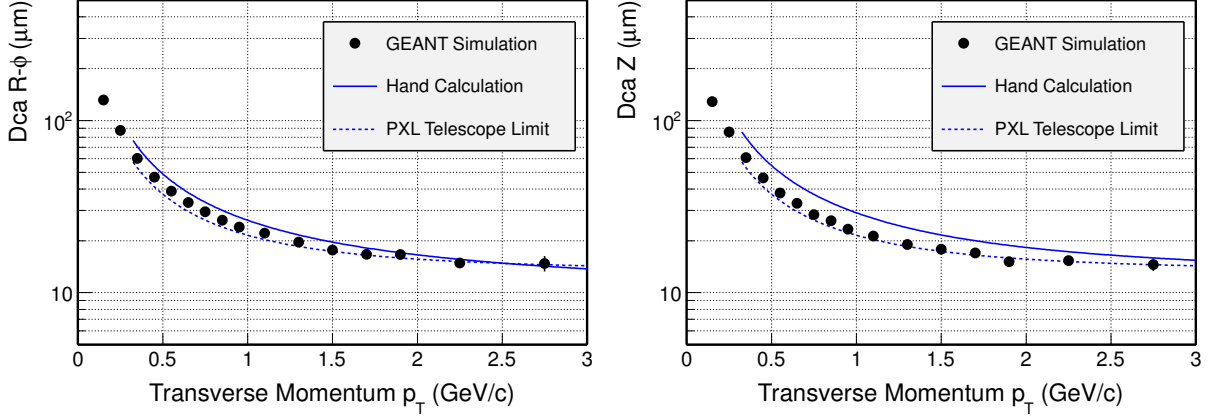 Dca R-ϕ (μm)
10²
10
GEANT Simulation
Hand Calculation
PXL Telescope Limit
0 0.5 1 1.5 2 2.5 3
Transverse Momentum p_T (GeV/c)
Dca Z (μm)
10²
10
GEANT Simulation
Hand Calculation
PXL Telescope Limit
0 0.5 1 1.5 2 2.5 3
Transverse Momentum p_T (GeV/c)